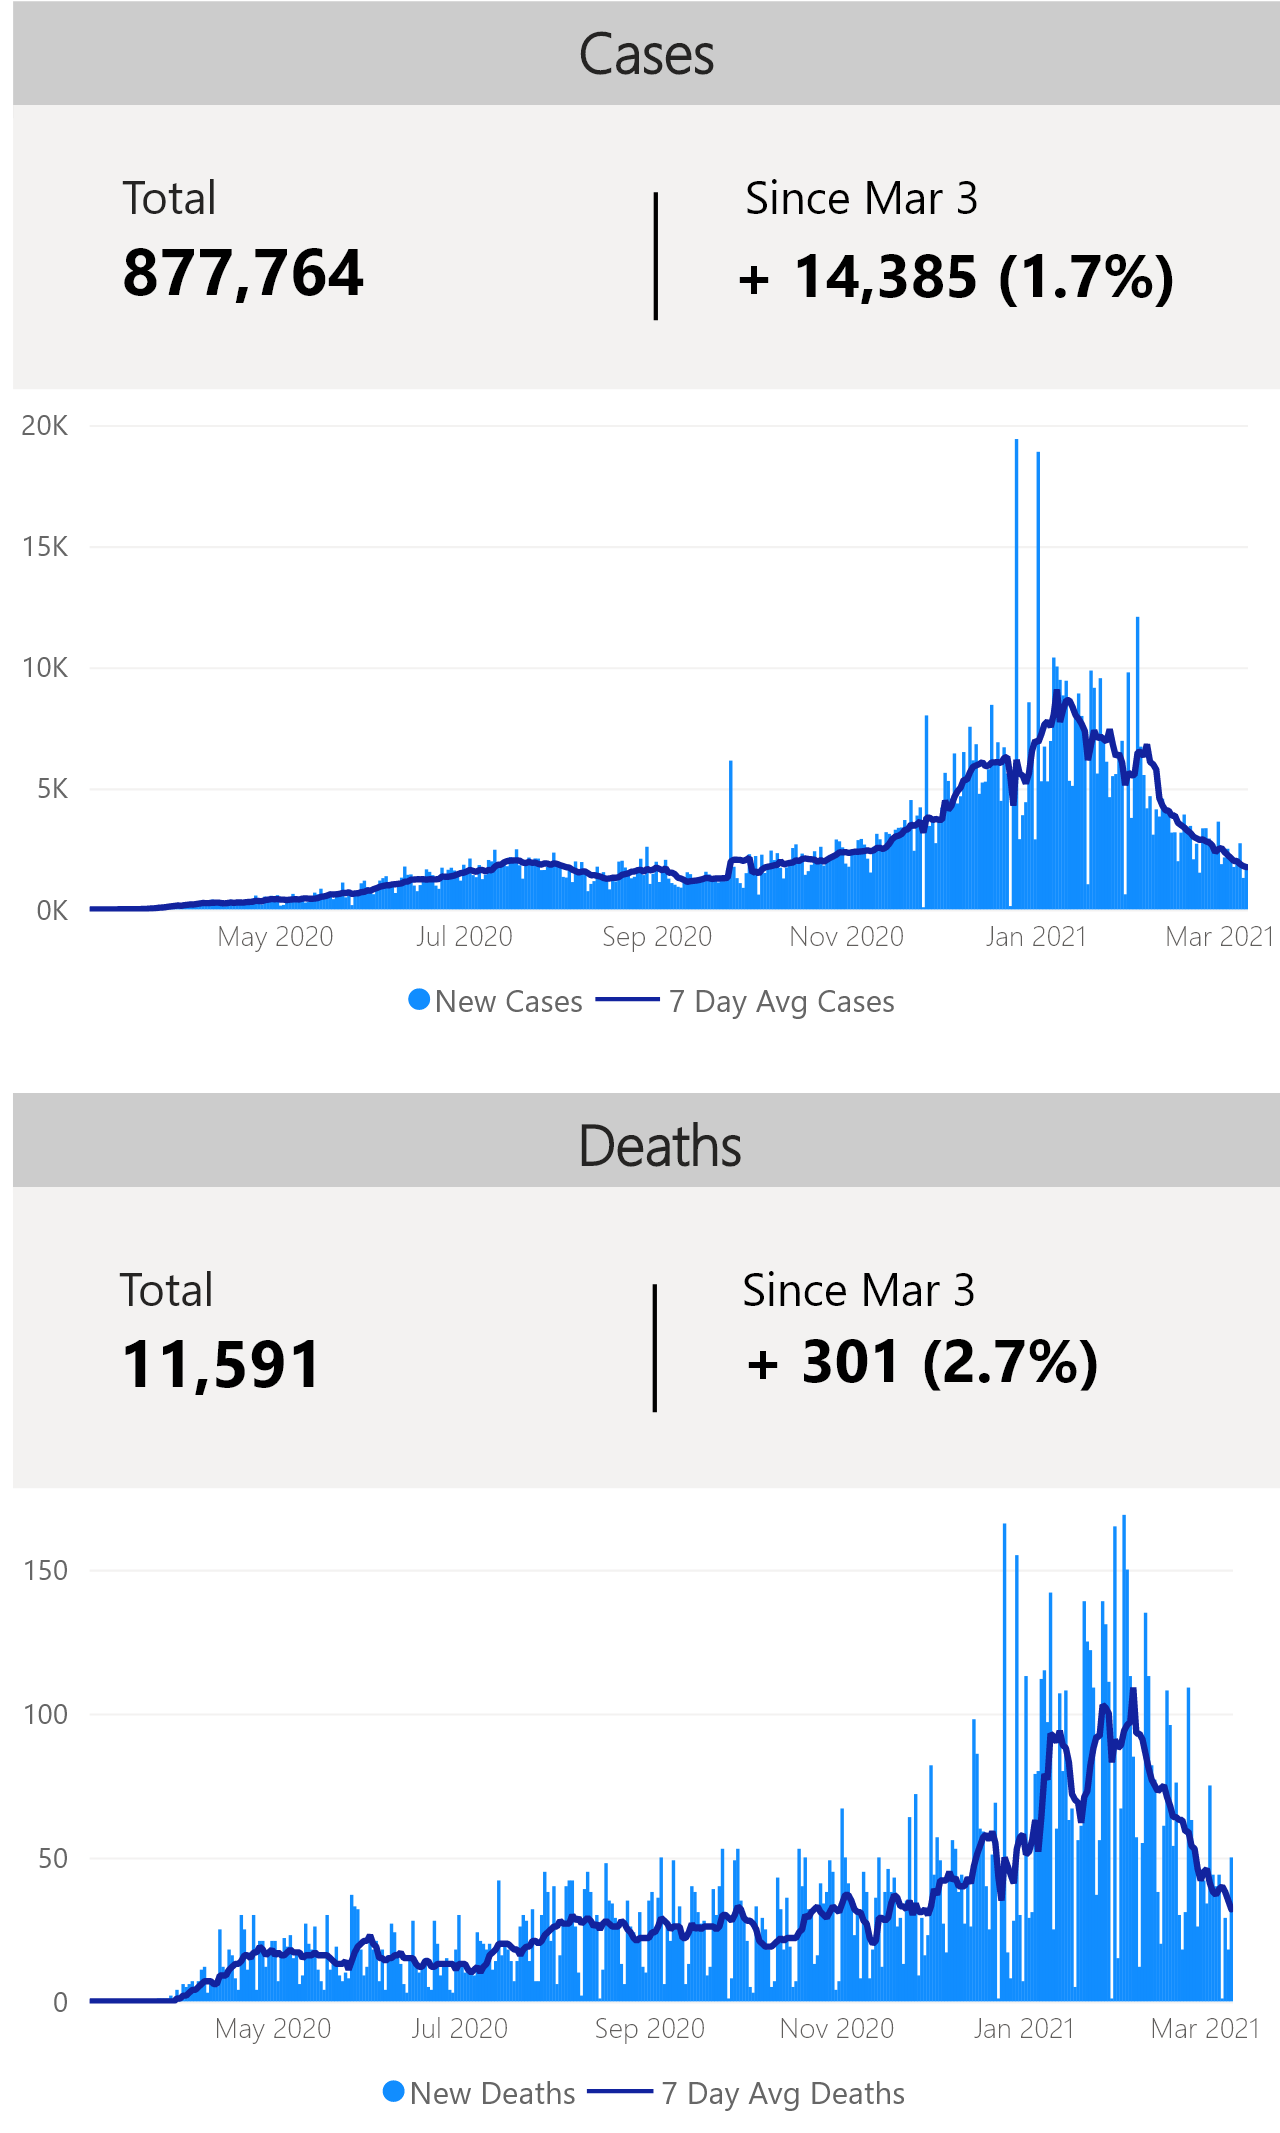 Cases
Total
Since Mar 3
877,764
+ 14,385 (1.7%)
20K
15K
10K
5K
0K
May 2020
Jul 2020
Sep 2020
Nov 2020
Jan 2021
Mar 2021
New Cases
7 Day Avg Cases
Deaths
Total
Since Mar 3
11,591
+ 301 (2.7%)
150
100
50
0
May 2020
Jul 2020
Sep 2020
Nov 2020
Jan 2021
Mar 2021
New Deaths
7 Day Avg Deaths